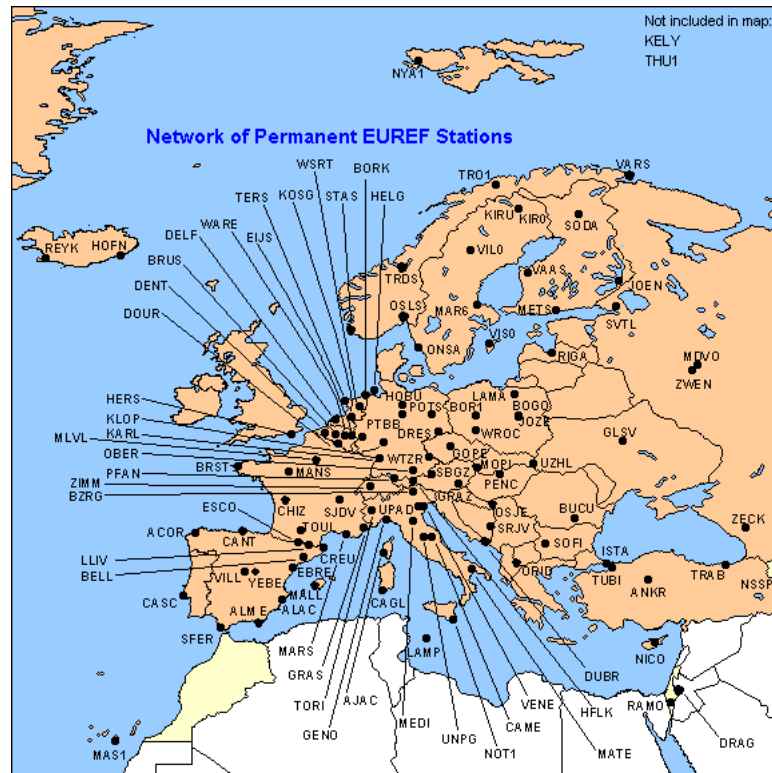 Not included in map:
KELY
THU1
NYA1
Network of Permanent EUREF Stations
WSRT
BORK
TERS
KOSG
STAS
HELG
TRO1
VARS
WARE
EIJS
DELF
BRUS
DENT
DOUR
KIRU
KIR0
SODA
REYK
HOFN
VIL0
VAAS
JOEN
TRDS
OSLS
MAR6
METS
SVTL
ONSA
VIS0
RIGA
MDVO
ZWEN
HERS
KLOP
KARL
MLVL
OBER
PFAN
ZIMM
BZRG
HOBU
POTS
PTBB
LAMA
BOR1
BOGO
JOZE
DRES
WROC
GLSV
WTZR
GOPE
SBGZ
MOPI
UZHL
PENC
GRAZ
BRST
MANS
ESCO
CHIZ
SJDV
UPAD
OSJE
SRJV
BUCU
ZECK
ACOR
CANT
TOUL
SOFI
ISTA
LLIV
BELL
CREU
EBRE
VILL
YEBE
MALL
ORID
TUBI
ANKR
TRAB
NSSP
CASC
ALME
ALAC
CAGL
SFER
LAMP
NICO
MARS
GRAS
TORI
AJAC
GENO
MEDI
UNPG
NOT1
CAME
VENE
MATE
HFLK
DUBR
RAMO
DRAG
MAS1